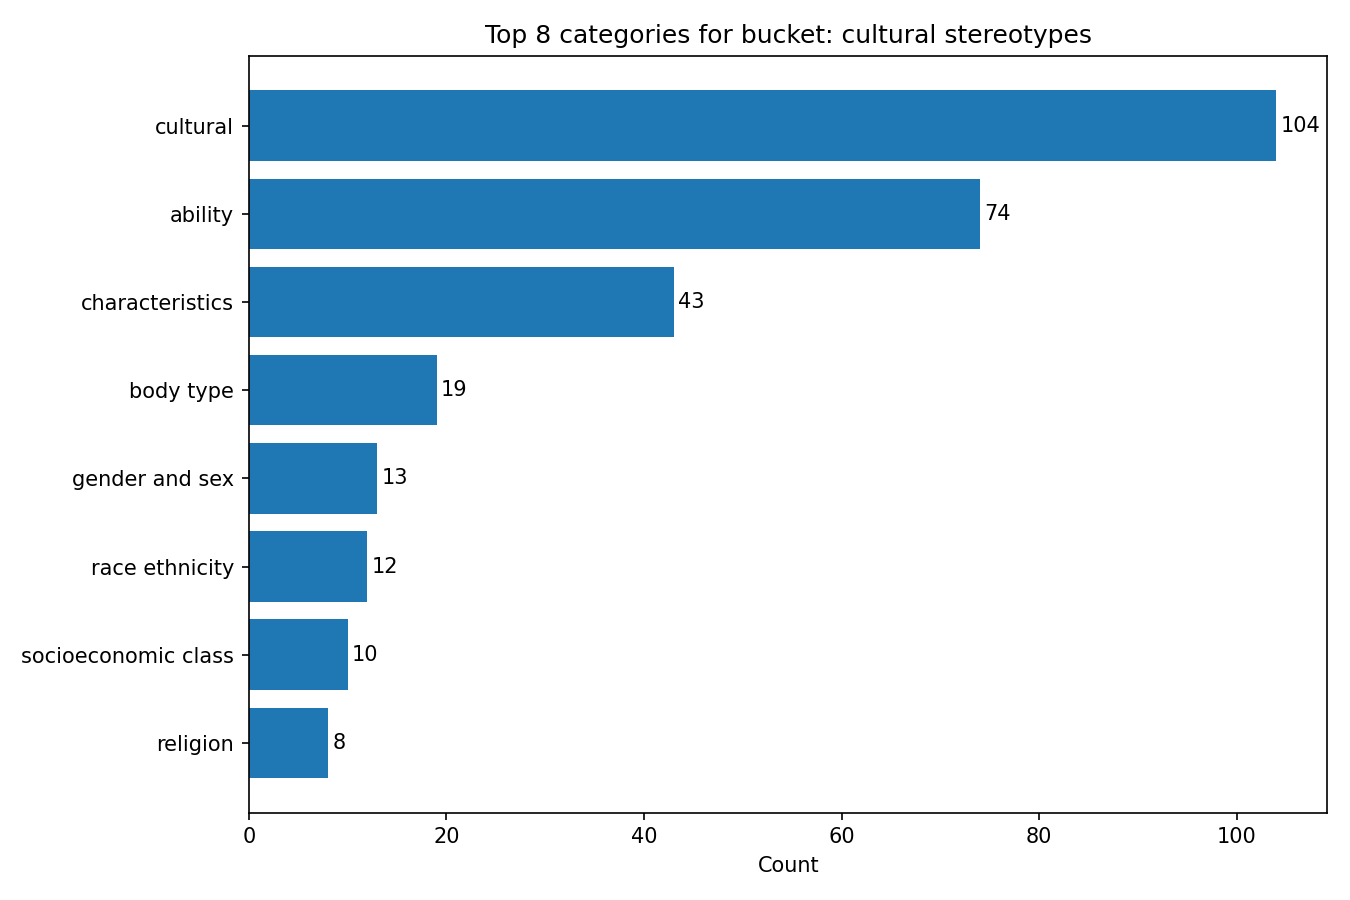 Top 8 categories for bucket: cultural stereotypes
cultural 104
ability 74
characteristics 43
body type 19
gender and sex 13
race ethnicity 12
socioeconomic class 10
religion 8
0 20 40 60 80 100
Count